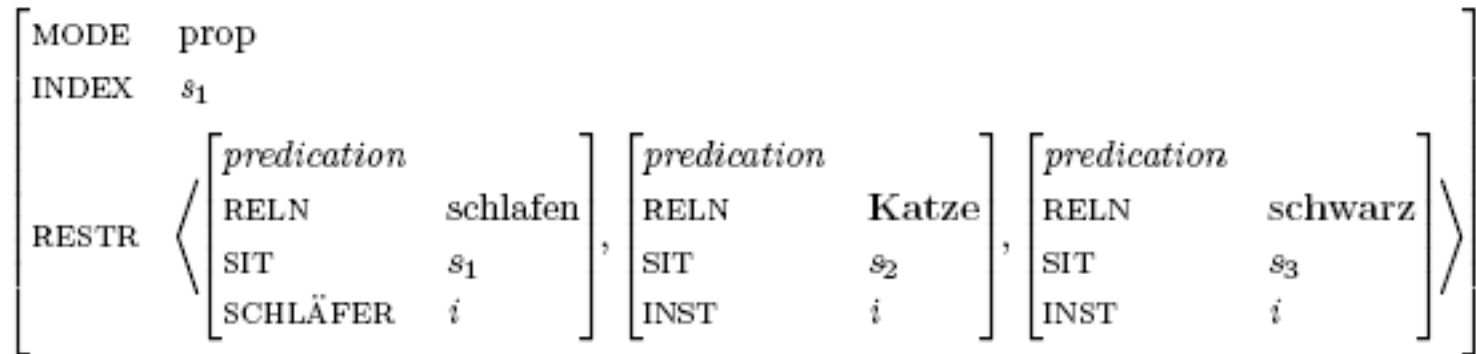 MODE prop
INDEX s₁
predication predication predication
RELN schlafen RELN Katze RELN schwarz
RESTR ⟨ , , ⟩
SIT s₁ SIT s₂ SIT s₃
SCHLÄFER i INST i INST i